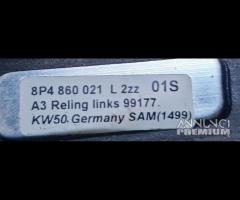 8P4 860 021 L 2zz 01S
A3 Reling links 99177.
KW50 Germany SAM(1499)
ANNUNCI
PREMIUM